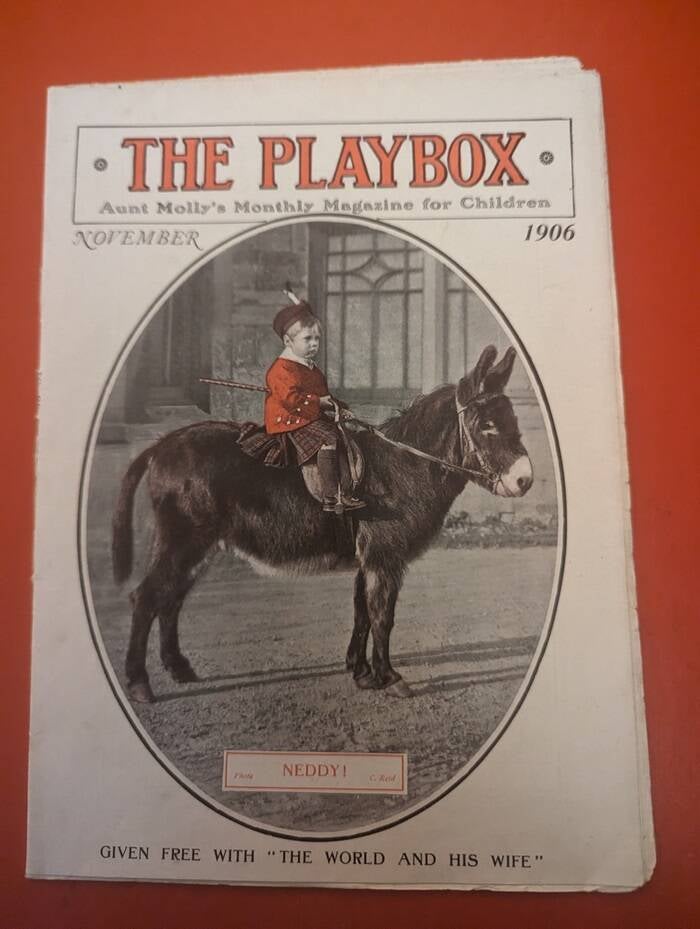 THE PLAYBOX
Aunt Molly's Monthly Magazine for Children
NOVEMBER 1906
NEDDY!
Photo C. Reid
GIVEN FREE WITH "THE WORLD AND HIS WIFE"